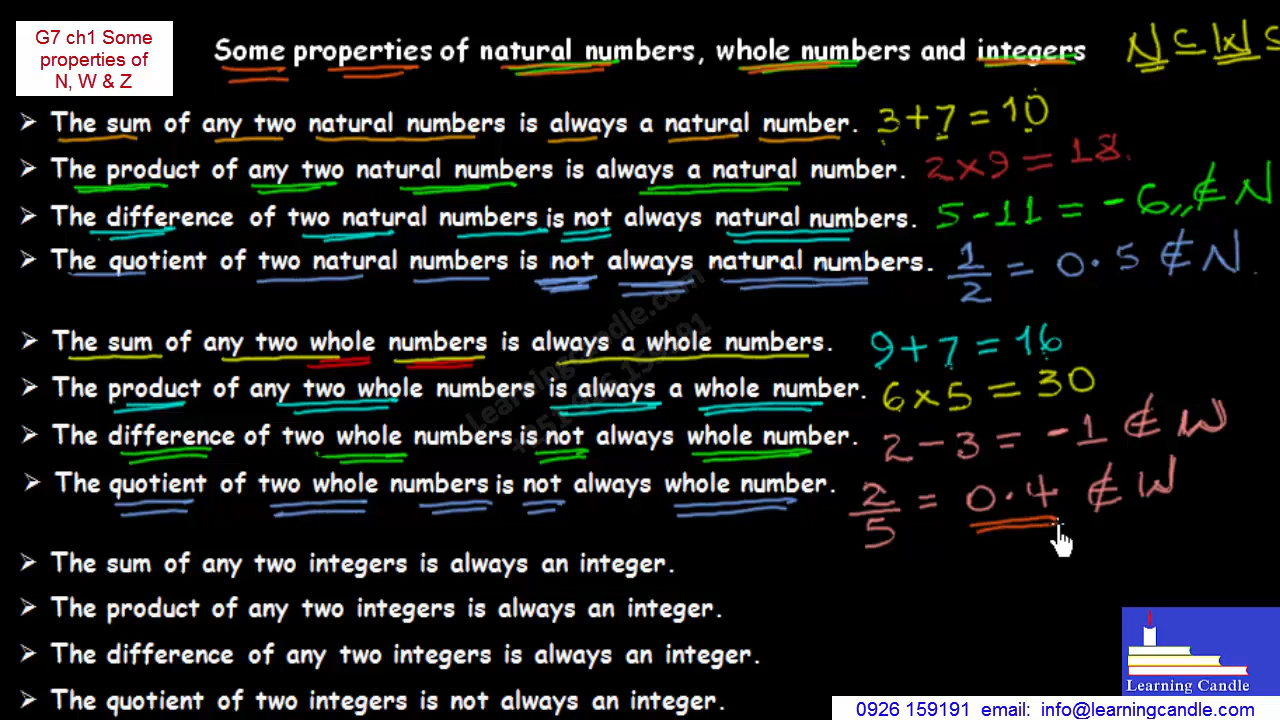 G7 ch1 Some
properties of
N, W & Z
Some properties of natural numbers, whole numbers and integers
N ⊆ W ⊆
➢ The sum of any two natural numbers is always a natural number. 3 + 7 = 10
➢ The product of any two natural numbers is always a natural number. 2 × 9 = 18.
➢ The difference of two natural numbers is not always natural numbers. 5 - 11 = -6,, ∉ N
➢ The quotient of two natural numbers is not always natural numbers. 1/2 = 0.5 ∉ N.
➢ The sum of any two whole numbers is always a whole numbers. 9 + 7 = 16
➢ The product of any two whole numbers is always a whole number. 6 × 5 = 30
➢ The difference of two whole numbers is not always whole number. 2 - 3 = -1 ∉ W
➢ The quotient of two whole numbers is not always whole number. 2/5 = 0.4 ∉ W
➢ The sum of any two integers is always an integer.
➢ The product of any two integers is always an integer.
➢ The difference of any two integers is always an integer.
➢ The quotient of two integers is not always an integer.
Learningcandle.com
Learning Candle
0926 159191 email: info@learningcandle.com